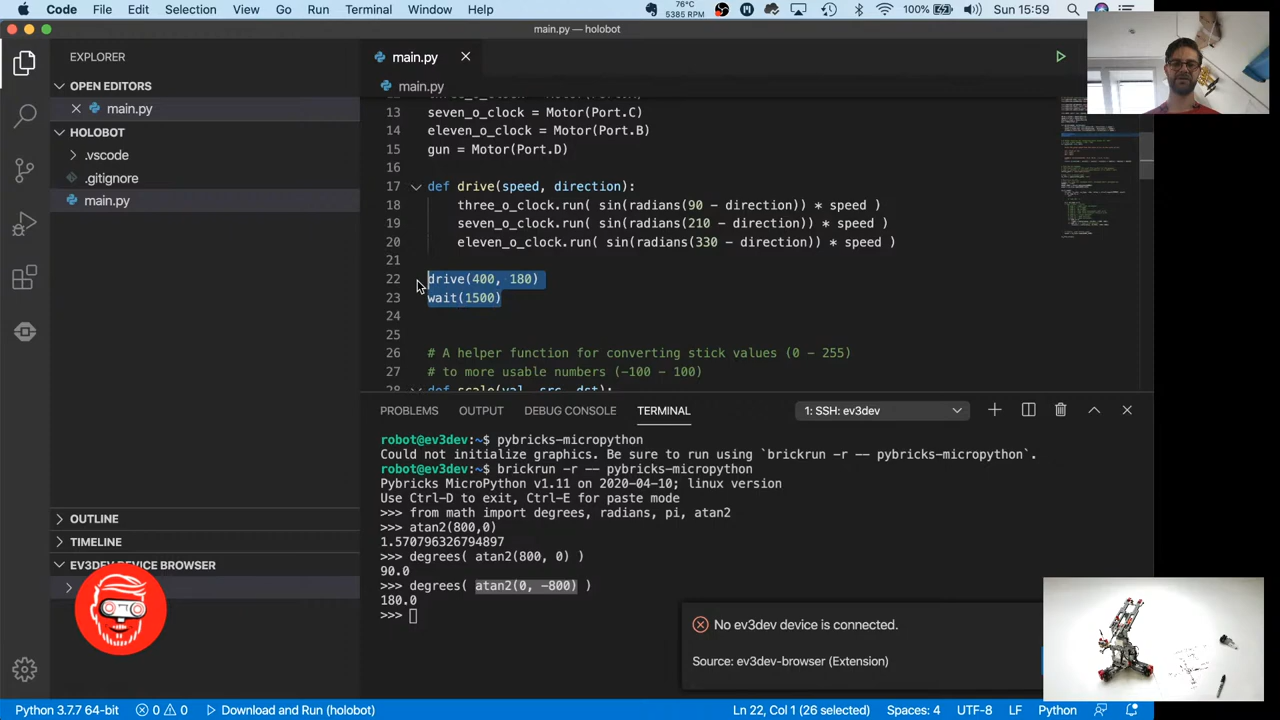 Code File Edit Selection View Go Run Terminal Window Help 76°C 5385 RPM 100% Sun 15:59
main.py — holobot
EXPLORER
OPEN EDITORS
main.py
HOLOBOT
.vscode
.gitignore
main.py
OUTLINE
TIMELINE
EV3DEV DEVICE BROWSER
main.py
main.py
13 seven_o_clock = Motor(Port.C)
14 eleven_o_clock = Motor(Port.B)
15 gun = Motor(Port.D)
16
17 def drive(speed, direction):
18 three_o_clock.run( sin(radians(90 - direction)) * speed )
19 seven_o_clock.run( sin(radians(210 - direction)) * speed )
20 eleven_o_clock.run( sin(radians(330 - direction)) * speed )
21
22 drive(400, 180)
23 wait(1500)
24
25
26 # A helper function for converting stick values (0 - 255)
27 # to more usable numbers (-100 - 100)
28 def scale(val, src, dst):
PROBLEMS OUTPUT DEBUG CONSOLE TERMINAL 1: SSH: ev3dev
robot@ev3dev:~$ pybricks-micropython
Could not initialize graphics. Be sure to run using `brickrun -r -- pybricks-micropython`.
robot@ev3dev:~$ brickrun -r -- pybricks-micropython
Pybricks MicroPython v1.11 on 2020-04-10; linux version
Use Ctrl-D to exit, Ctrl-E for paste mode
>>> from math import degrees, radians, pi, atan2
>>> atan2(800,0)
1.570796326794897
>>> degrees( atan2(800, 0) )
90.0
>>> degrees( atan2(0, -800) )
180.0
>>>
No ev3dev device is connected.
Source: ev3dev-browser (Extension)
Python 3.7.7 64-bit 0 0 Download and Run (holobot) Ln 22, Col 1 (26 selected) Spaces: 4 UTF-8 LF Python